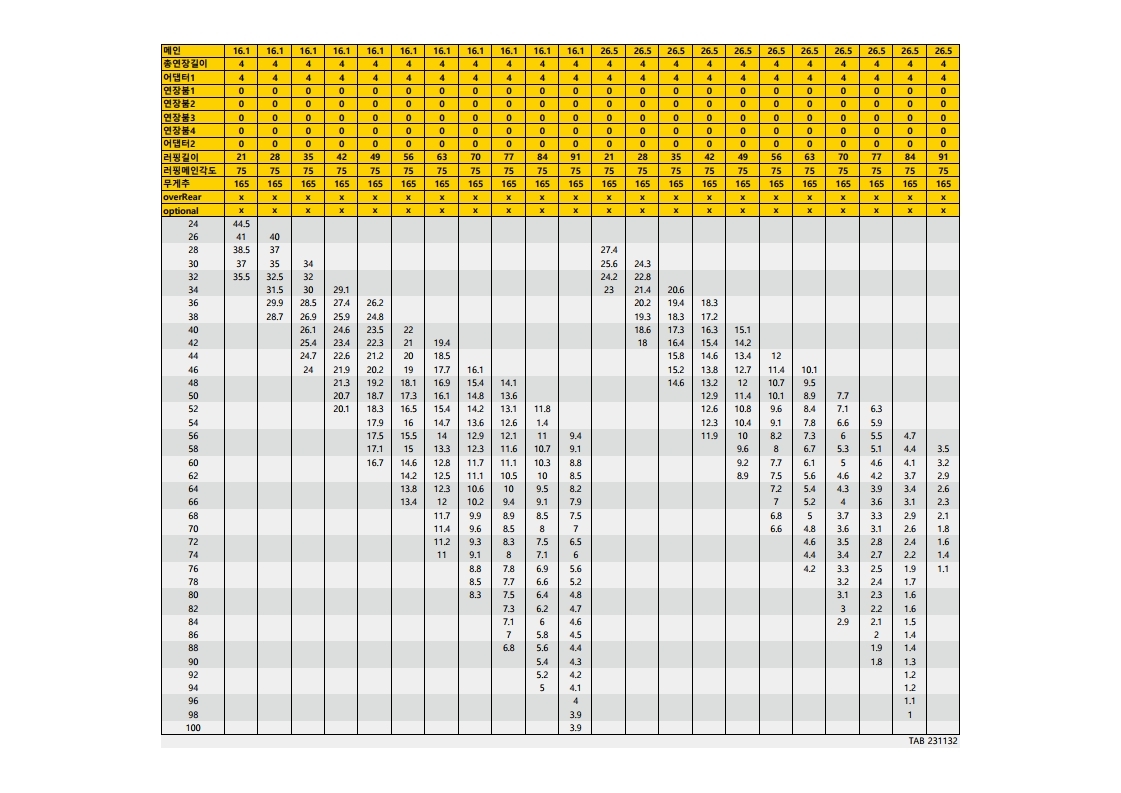 메인 16.1 16.1 16.1 16.1 16.1 16.1 16.1 16.1 16.1 16.1 16.1 26.5 26.5 26.5 26.5 26.5 26.5 26.5 26.5 26.5 26.5 26.5
총연장길이 4 4 4 4 4 4 4 4 4 4 4 4 4 4 4 4 4 4 4 4 4 4
어댑터1 4 4 4 4 4 4 4 4 4 4 4 4 4 4 4 4 4 4 4 4 4 4
연장붐1 0 0 0 0 0 0 0 0 0 0 0 0 0 0 0 0 0 0 0 0 0 0
연장붐2 0 0 0 0 0 0 0 0 0 0 0 0 0 0 0 0 0 0 0 0 0 0
연장붐3 0 0 0 0 0 0 0 0 0 0 0 0 0 0 0 0 0 0 0 0 0 0
연장붐4 0 0 0 0 0 0 0 0 0 0 0 0 0 0 0 0 0 0 0 0 0 0
어댑터2 0 0 0 0 0 0 0 0 0 0 0 0 0 0 0 0 0 0 0 0 0 0
러핑길이 21 28 35 42 49 56 63 70 77 84 91 21 28 35 42 49 56 63 70 77 84 91
러핑메인각도 75 75 75 75 75 75 75 75 75 75 75 75 75 75 75 75 75 75 75 75 75 75
무게추 165 165 165 165 165 165 165 165 165 165 165 165 165 165 165 165 165 165 165 165 165 165
overRear x x x x x x x x x x x x x x x x x x x x x x
optional x x x x x x x x x x x x x x x x x x x x x x
24 44.5
26 41 40
28 38.5 37 27.4
30 37 35 34 25.6 24.3
32 35.5 32.5 32 24.2 22.8
34 31.5 30 29.1 23 21.4 20.6
36 29.9 28.5 27.4 26.2 20.2 19.4 18.3
38 28.7 26.9 25.9 24.8 19.3 18.3 17.2
40 26.1 24.6 23.5 22 18.6 17.3 16.3 15.1
42 25.4 23.4 22.3 21 19.4 18 16.4 15.4 14.2
44 24.7 22.6 21.2 20 18.5 15.8 14.6 13.4 12
46 24 21.9 20.2 19 17.7 16.1 15.2 13.8 12.7 11.4 10.1
48 21.3 19.2 18.1 16.9 15.4 14.1 14.6 13.2 12 10.7 9.5
50 20.7 18.7 17.3 16.1 14.8 13.6 12.9 11.4 10.1 8.9 7.7
52 20.1 18.3 16.5 15.4 14.2 13.1 11.8 12.6 10.8 9.6 8.4 7.1 6.3
54 17.9 16 14.7 13.6 12.6 1.4 12.3 10.4 9.1 7.8 6.6 5.9
56 17.5 15.5 14 12.9 12.1 11 9.4 11.9 10 8.2 7.3 6 5.5 4.7
58 17.1 15 13.3 12.3 11.6 10.7 9.1 9.6 8 6.7 5.3 5.1 4.4 3.5
60 16.7 14.6 12.8 11.7 11.1 10.3 8.8 9.2 7.7 6.1 5 4.6 4.1 3.2
62 14.2 12.5 11.1 10.5 10 8.5 8.9 7.5 5.6 4.6 4.2 3.7 2.9
64 13.8 12.3 10.6 10 9.5 8.2 7.2 5.4 4.3 3.9 3.4 2.6
66 13.4 12 10.2 9.4 9.1 7.9 7 5.2 4 3.6 3.1 2.3
68 11.7 9.9 8.9 8.5 7.5 6.8 5 3.7 3.3 2.9 2.1
70 11.4 9.6 8.5 8 7 6.6 4.8 3.6 3.1 2.6 1.8
72 11.2 9.3 8.3 7.5 6.5 4.6 3.5 2.8 2.4 1.6
74 11 9.1 8 7.1 6 4.4 3.4 2.7 2.2 1.4
76 8.8 7.8 6.9 5.6 4.2 3.3 2.5 1.9 1.1
78 8.5 7.7 6.6 5.2 3.2 2.4 1.7
80 8.3 7.5 6.4 4.8 3.1 2.3 1.6
82 7.3 6.2 4.7 3 2.2 1.6
84 7.1 6 4.6 2.9 2.1 1.5
86 7 5.8 4.5 2 1.4
88 6.8 5.6 4.4 1.9 1.4
90 5.4 4.3 1.8 1.3
92 5.2 4.2 1.2
94 5 4.1 1.2
96 4 1.1
98 3.9 1
100 3.9
TAB 231132